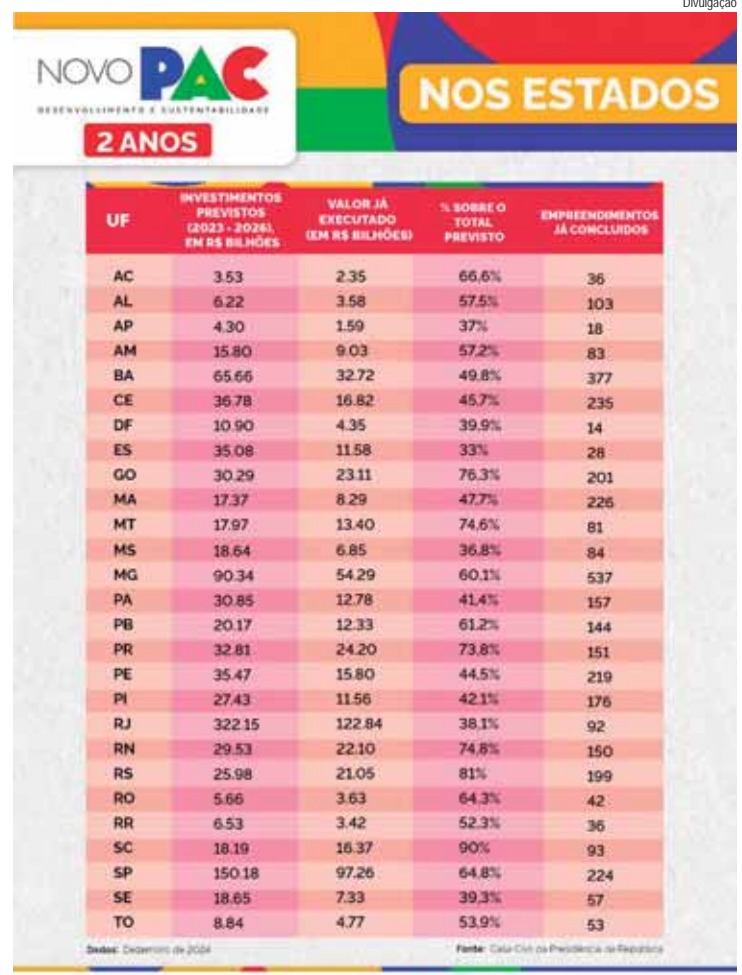 Divulgação
NOVO PAC
DESENVOLVIMENTO E SUSTENTABILIDADE
2 ANOS
NOS ESTADOS
UF INVESTIMENTOS PREVISTOS (2023 - 2026), EM R$ BILHÕES VALOR JÁ EXECUTADO (EM R$ BILHÕES) % SOBRE O TOTAL PREVISTO EMPREENDIMENTOS JÁ CONCLUIDOS
AC 3.53 2.35 66,6% 36
AL 6.22 3.58 57.5% 103
AP 4.30 1.59 37% 18
AM 15.80 9.03 57.2% 83
BA 65.66 32.72 49.8% 377
CE 36.78 16.82 45.7% 235
DF 10.90 4.35 39.9% 14
ES 35.08 11.58 33% 28
GO 30.29 23.11 76.3% 201
MA 17.37 8.29 47.7% 226
MT 17.97 13.40 74.6% 81
MS 18.64 6.85 36.8% 84
MG 90.34 54.29 60.1% 537
PA 30.85 12.78 41.4% 157
PB 20.17 12.33 61.2% 144
PR 32.81 24.20 73.8% 151
PE 35.47 15.80 44.5% 219
PI 27.43 11.56 42.1% 176
RJ 322.15 122.84 38.1% 92
RN 29.53 22.10 74.8% 150
RS 25.98 21.05 81% 199
RO 5.66 3.63 64.3% 42
RR 6.53 3.42 52.3% 36
SC 18.19 16.37 90% 93
SP 150.18 97.26 64.8% 224
SE 18.65 7.33 39.3% 57
TO 8.84 4.77 53.9% 53
Dados: Dezembro de 2024 Fonte: Casa Civil da Presidência da República